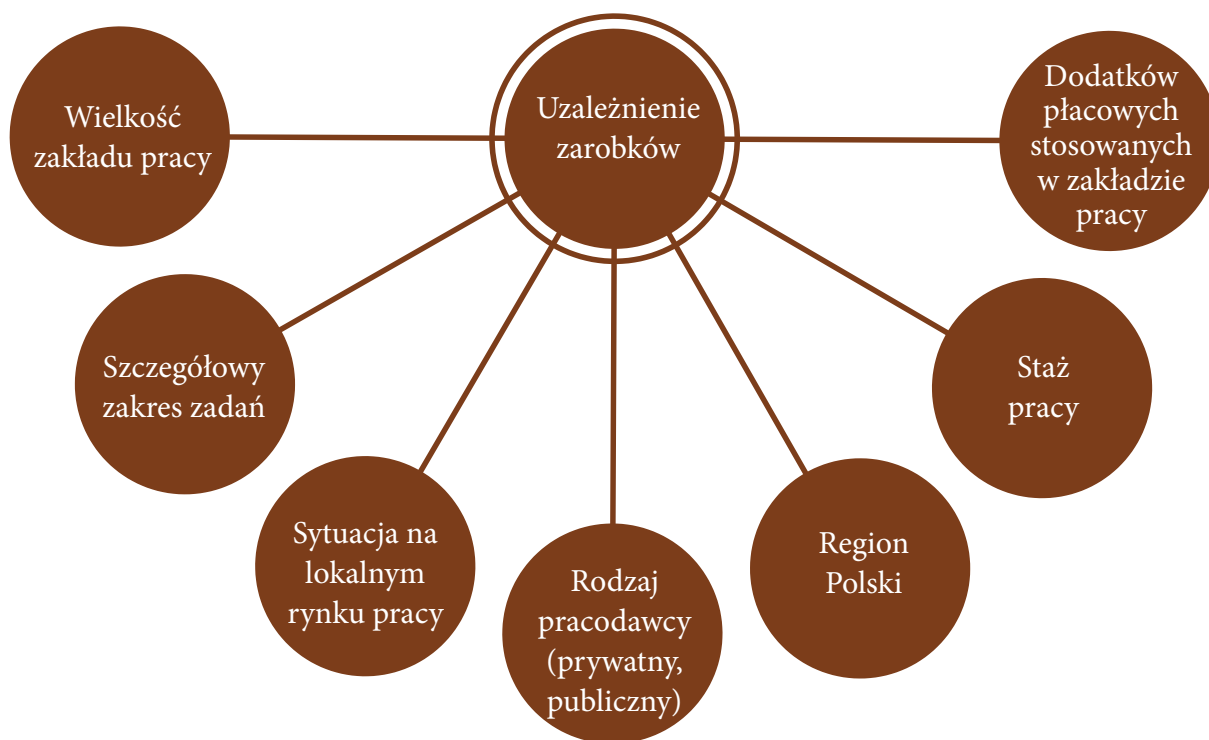 Uzależnienie
zarobków
Wielkość
zakładu pracy
Szczegółowy
zakres zadań
Sytuacja na
lokalnym
rynku pracy
Rodzaj
pracodawcy
(prywatny,
publiczny)
Region
Polski
Staż
pracy
Dodatków
płacowych
stosowanych
w zakładzie
pracy